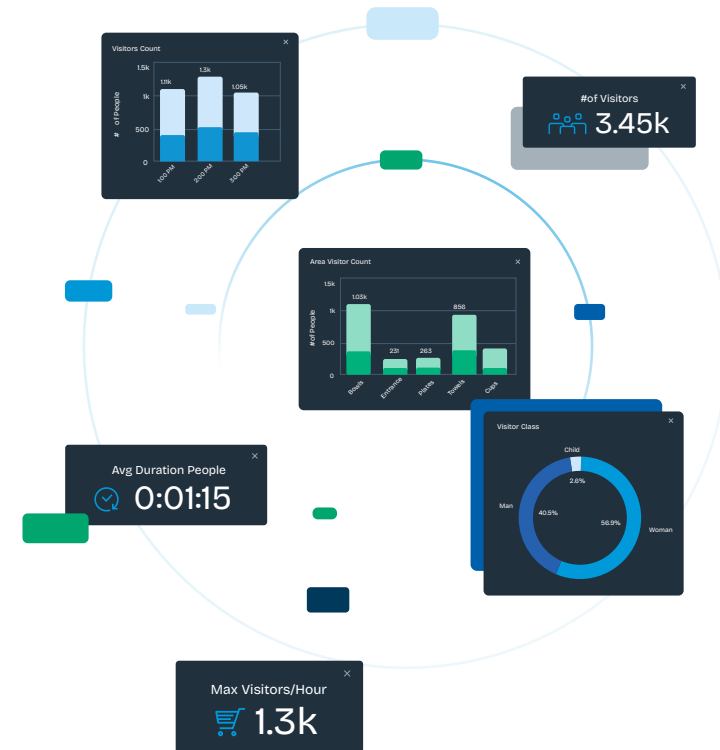 Visitors Count
×
# of People
1.5k
1k
500
0
1.11k
1.3k
1.05k
1:00 PM
2:00 PM
3:00 PM
×
#of Visitors
3.45k
Area Visitor Count
×
#of People
1.5k
1k
500
0
1.03k
231
263
856
Bowls
Entrance
Plates
Towels
Cups
Visitor Class
×
Child
2.6%
Man
40.5%
56.9%
Woman
×
Avg Duration People
0:01:15
×
Max Visitors/Hour
1.3k